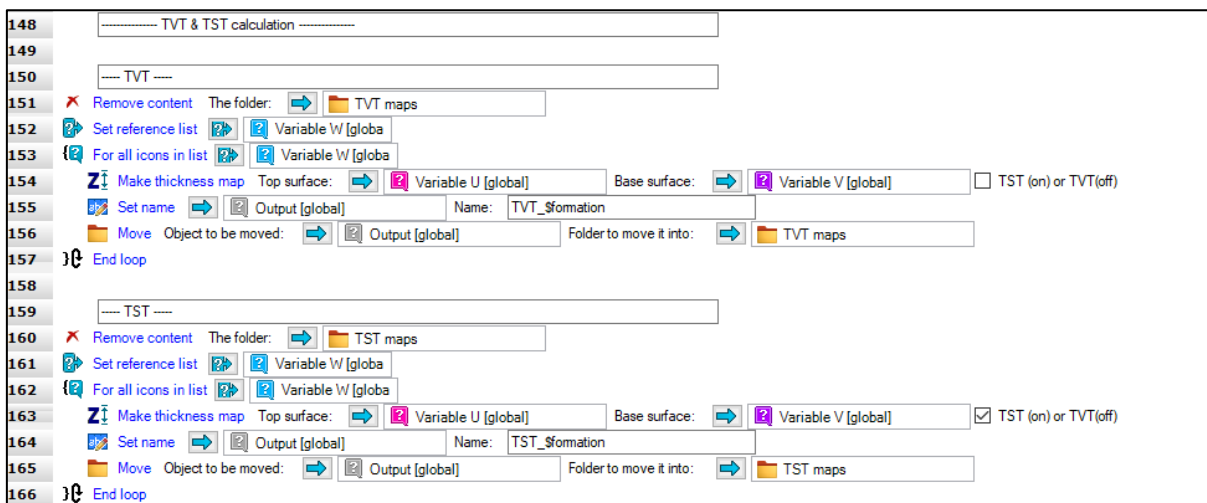 148 --------------- TVT & TST calculation ---------------
149
150 ----- TVT -----
151 Remove content The folder: TVT maps
152 Set reference list Variable W [globa
153 For all icons in list Variable W [globa
154 Make thickness map Top surface: Variable U [global] Base surface: Variable V [global] TST (on) or TVT(off)
155 Set name Output [global] Name: TVT_$formation
156 Move Object to be moved: Output [global] Folder to move it into: TVT maps
157 End loop
158
159 ----- TST -----
160 Remove content The folder: TST maps
161 Set reference list Variable W [globa
162 For all icons in list Variable W [globa
163 Make thickness map Top surface: Variable U [global] Base surface: Variable V [global] TST (on) or TVT(off)
164 Set name Output [global] Name: TST_$formation
165 Move Object to be moved: Output [global] Folder to move it into: TST maps
166 End loop